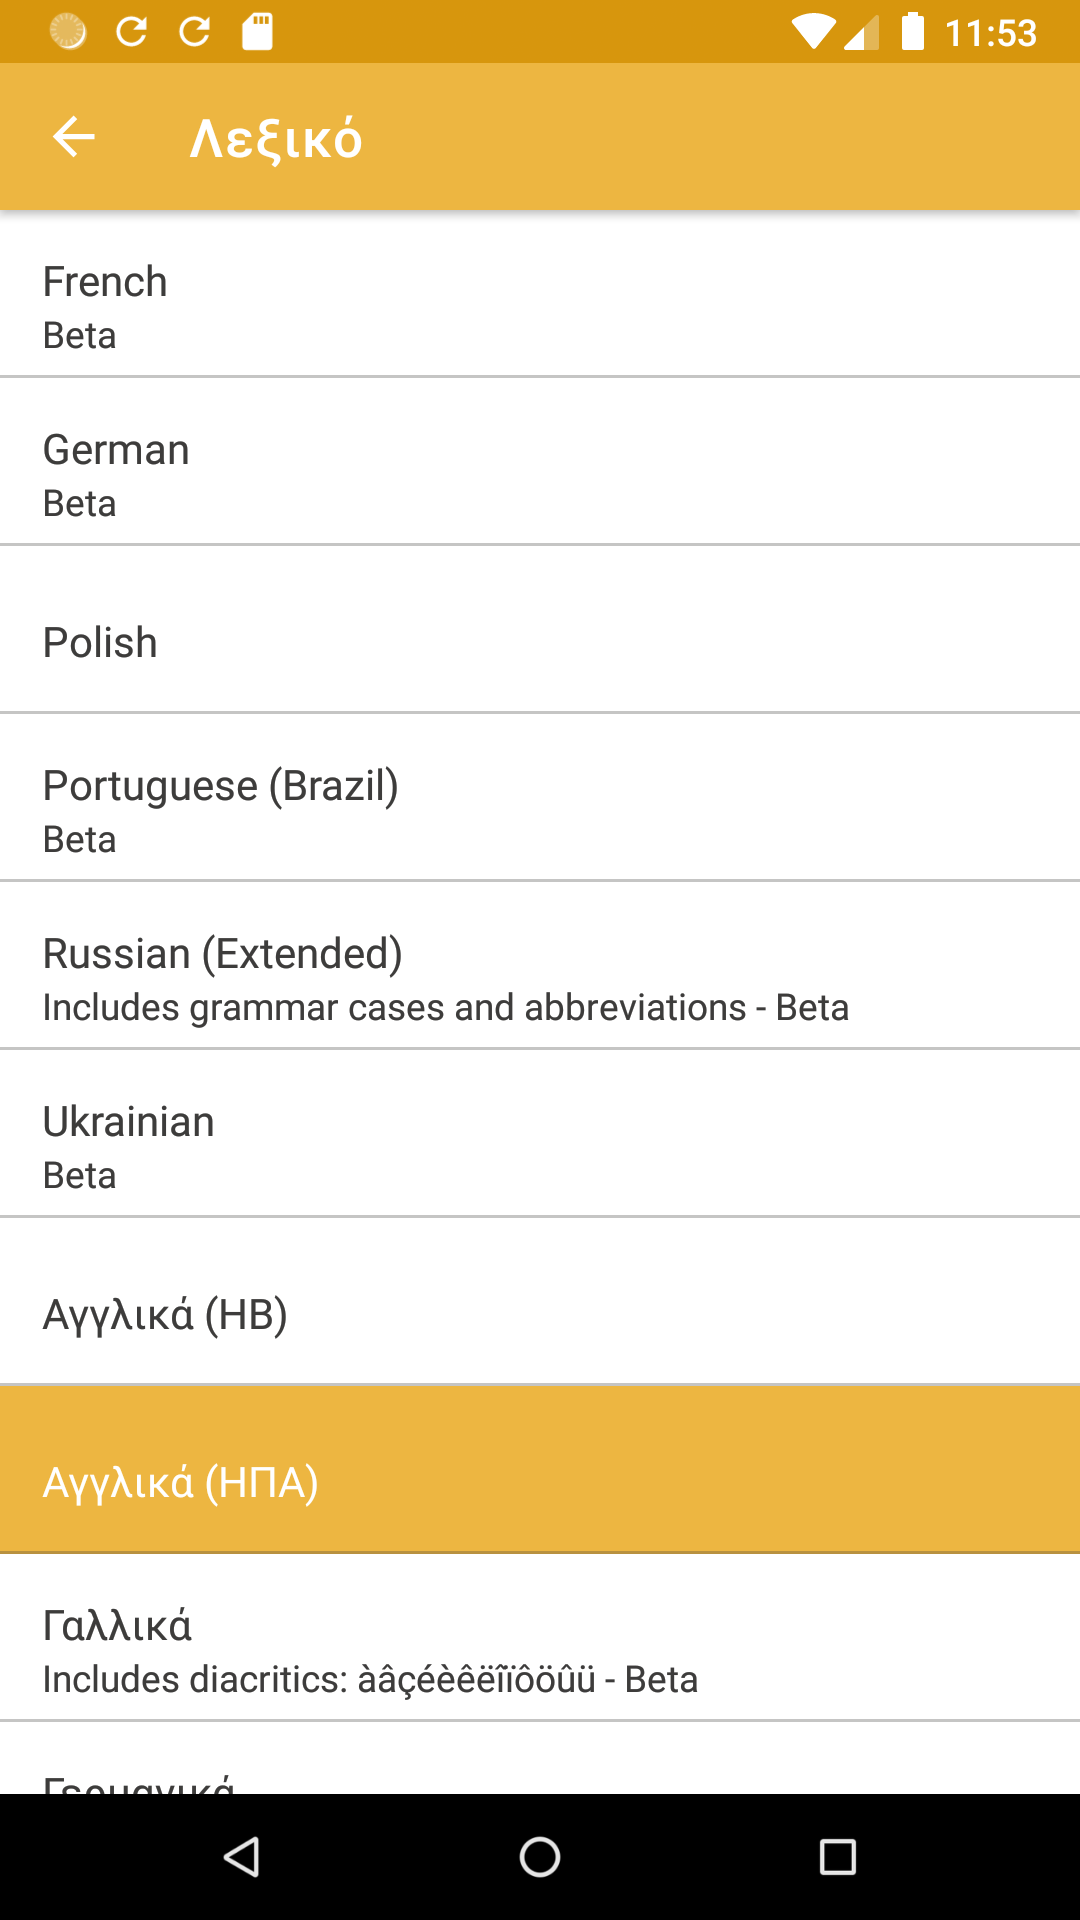 11:53
Λεξικό
French
Beta
German
Beta
Polish
Portuguese (Brazil)
Beta
Russian (Extended)
Includes grammar cases and abbreviations - Beta
Ukrainian
Beta
Αγγλικά (ΗΒ)
Αγγλικά (ΗΠΑ)
Γαλλικά
Includes diacritics: àâçéèêëîïôöûü - Beta
Γερμανικά